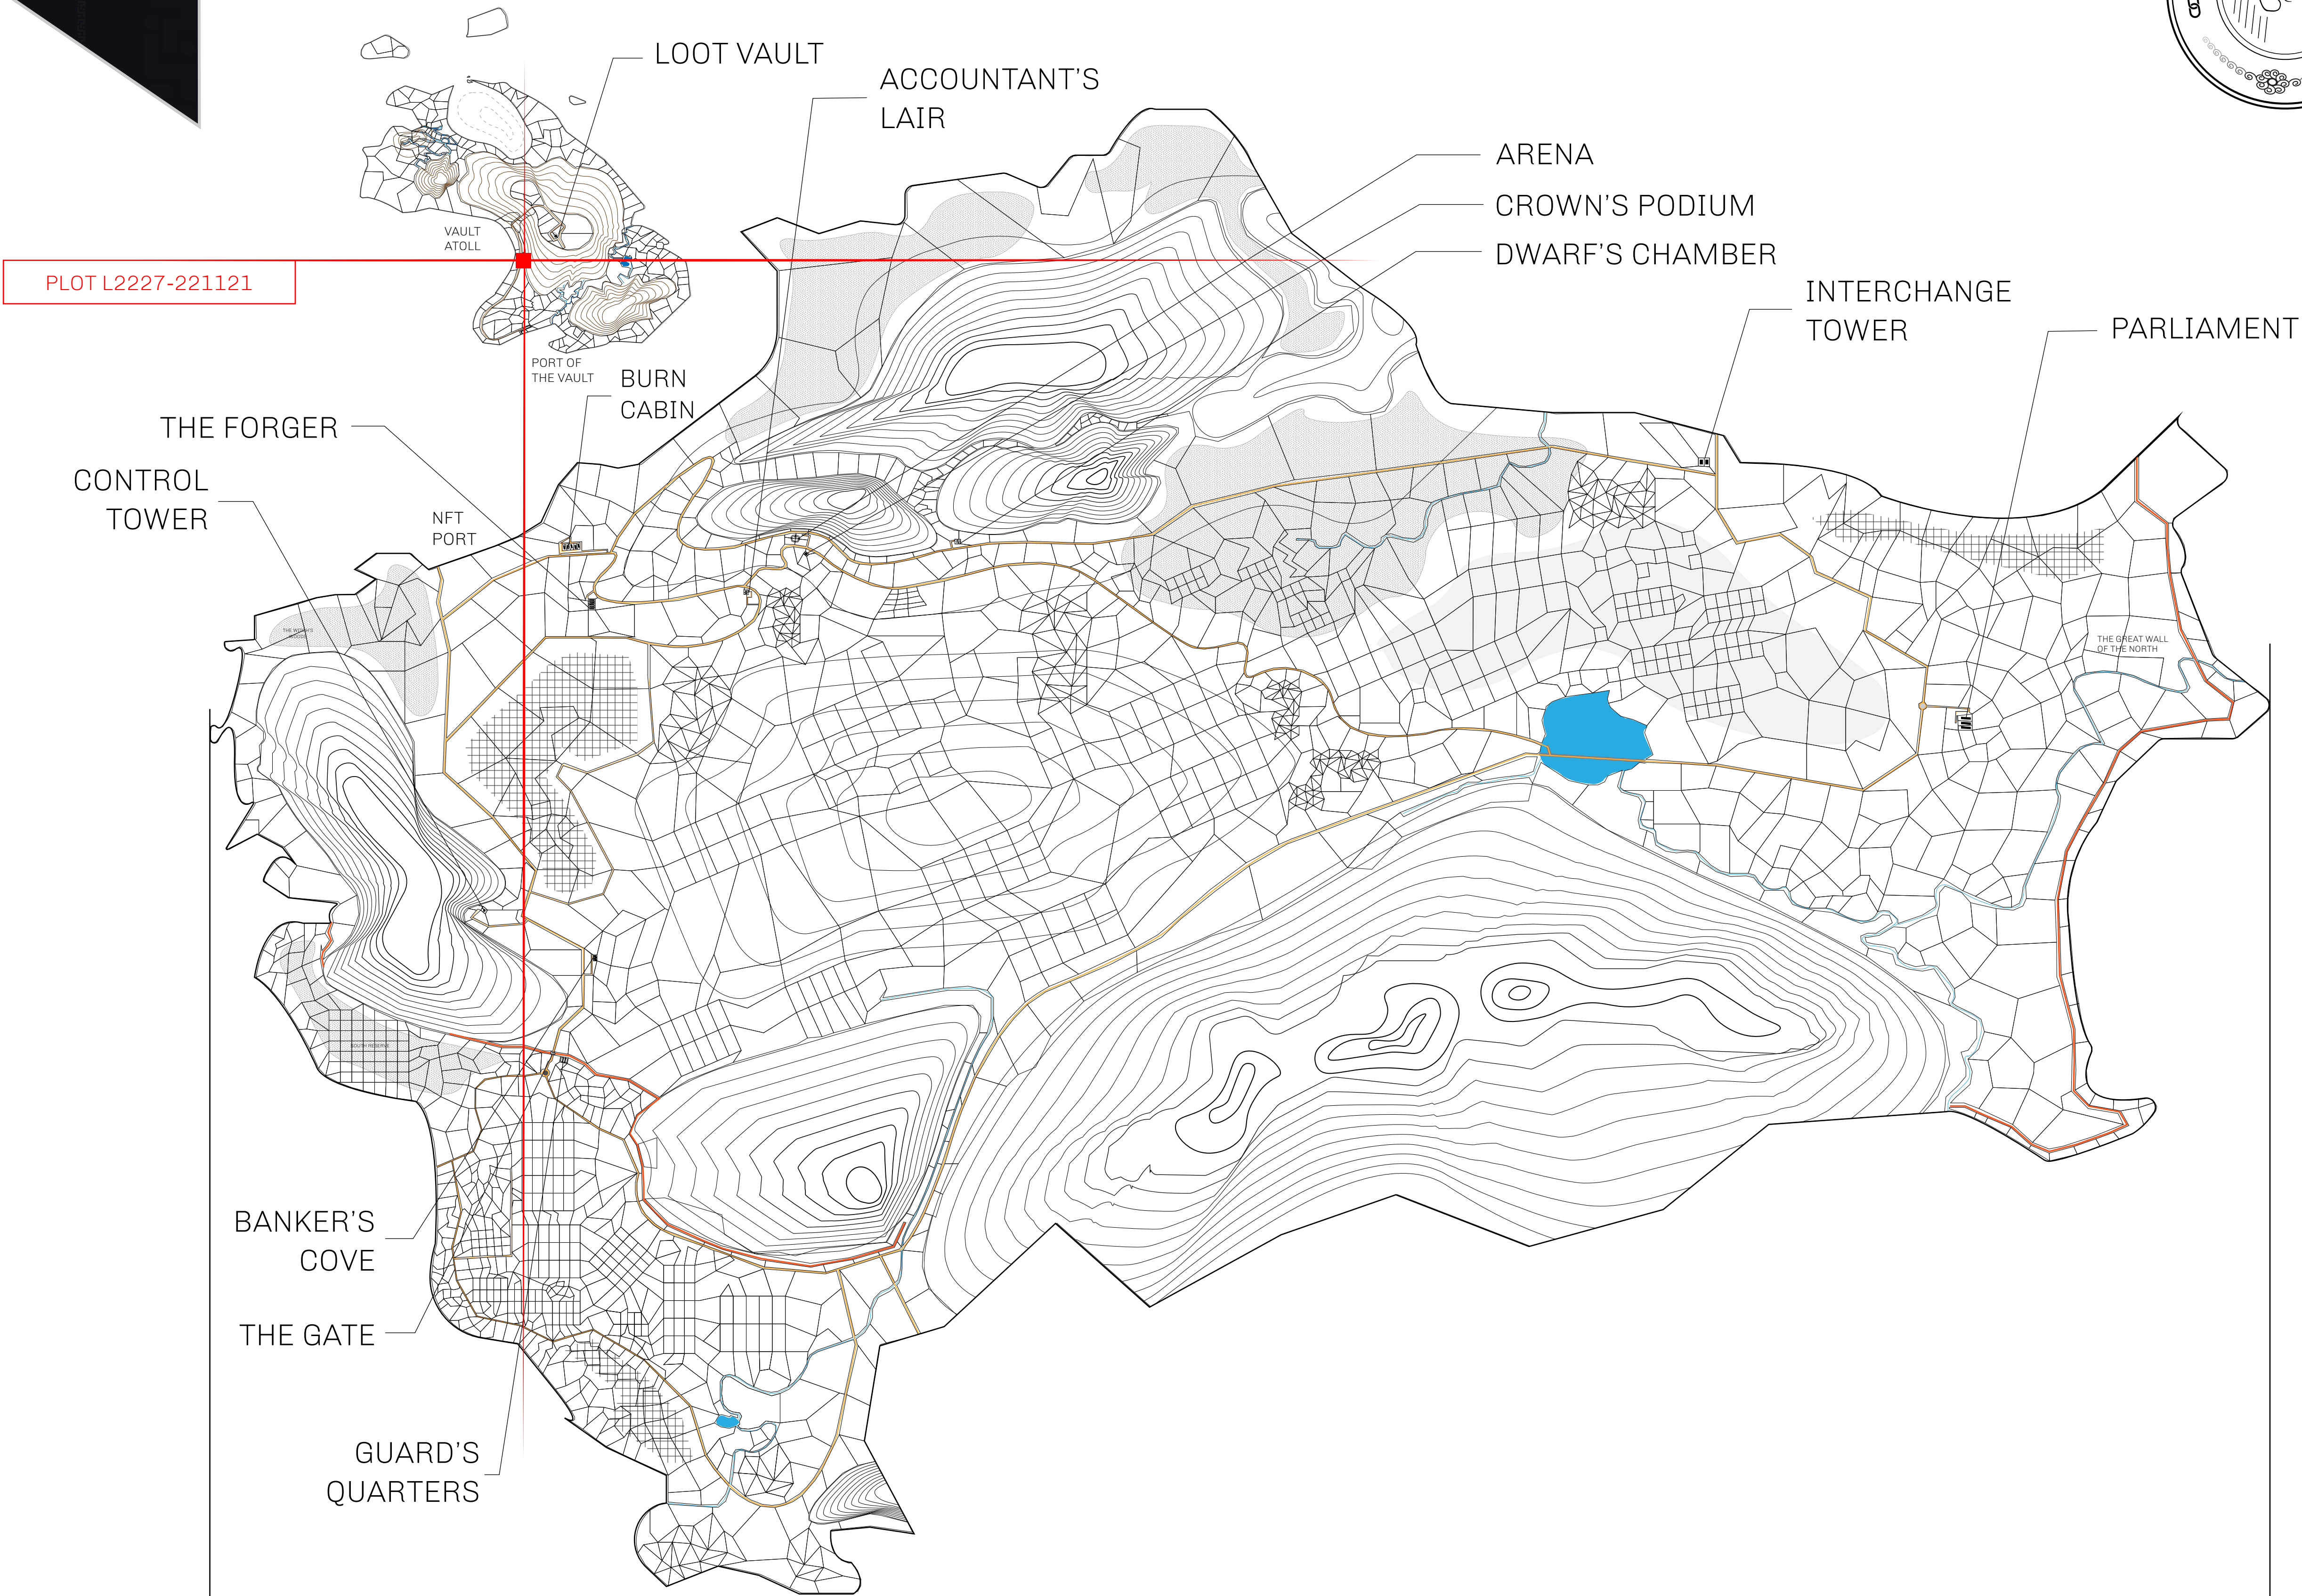 LOOT VAULT
ACCOUNTANT'S
LAIR
ARENA
CROWN'S PODIUM
DWARF'S CHAMBER
VAULT
ATOLL
PLOT L2227-221121
INTERCHANGE
TOWER
PARLIAMENT
PORT OF
THE VAULT
BURN
CABIN
THE FORGER
CONTROL
TOWER
NFT
PORT
THE GREAT WALL
OF THE NORTH
SOUTH RESERVE
BANKER'S
COVE
THE GATE
GUARD'S
QUARTERS